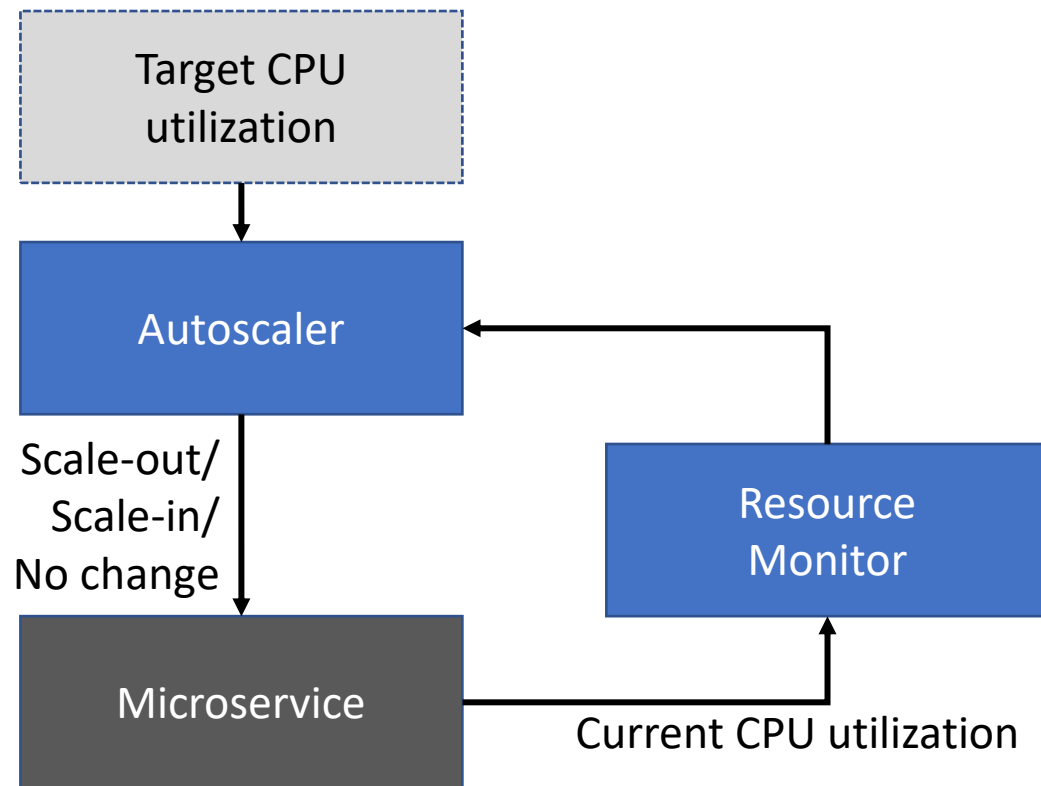 Target CPU
utilization
Autoscaler
Scale-out/
Scale-in/
No change
Resource
Monitor
Microservice
Current CPU utilization